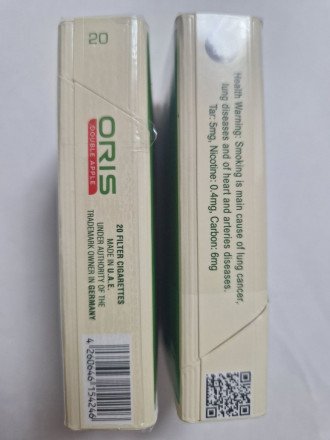 20
ORIS
DOUBLE APPLE
20 FILTER CIGARETTES
MADE IN U.A.E.
UNDER AUTHORITY OF THE
TRADEMARK OWNER IN GERMANY
4 260646 154246
Health Warning: Smoking is main cause of lung cancer,
lung diseases and of heart and arteries diseases.
Tar: 5mg, Nicotine: 0.4mg, Carbon: 6mg